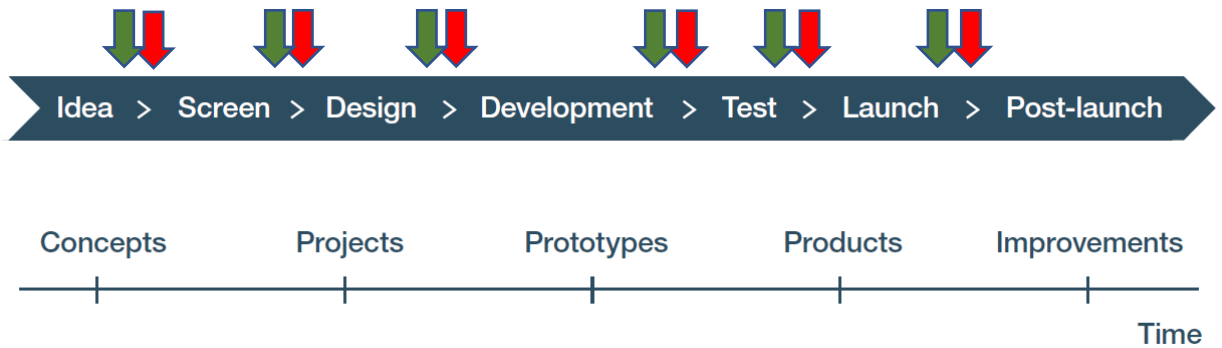 Idea > Screen > Design > Development > Test > Launch > Post-launch
Concepts Projects Prototypes Products Improvements
Time